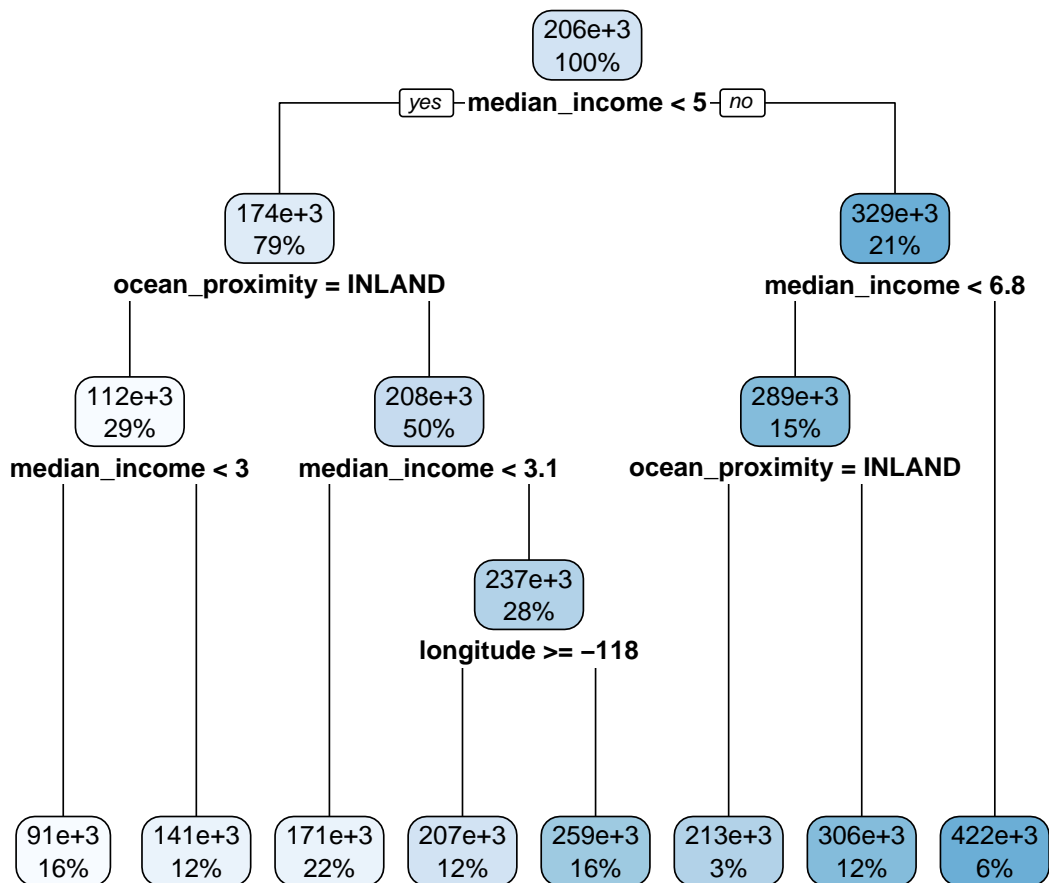 206e+3
100%
yes median_income < 5 no
174e+3
79%
329e+3
21%
ocean_proximity = INLAND
median_income < 6.8
112e+3
29%
208e+3
50%
289e+3
15%
median_income < 3
median_income < 3.1
ocean_proximity = INLAND
237e+3
28%
longitude >= −118
91e+3
16%
141e+3
12%
171e+3
22%
207e+3
12%
259e+3
16%
213e+3
3%
306e+3
12%
422e+3
6%